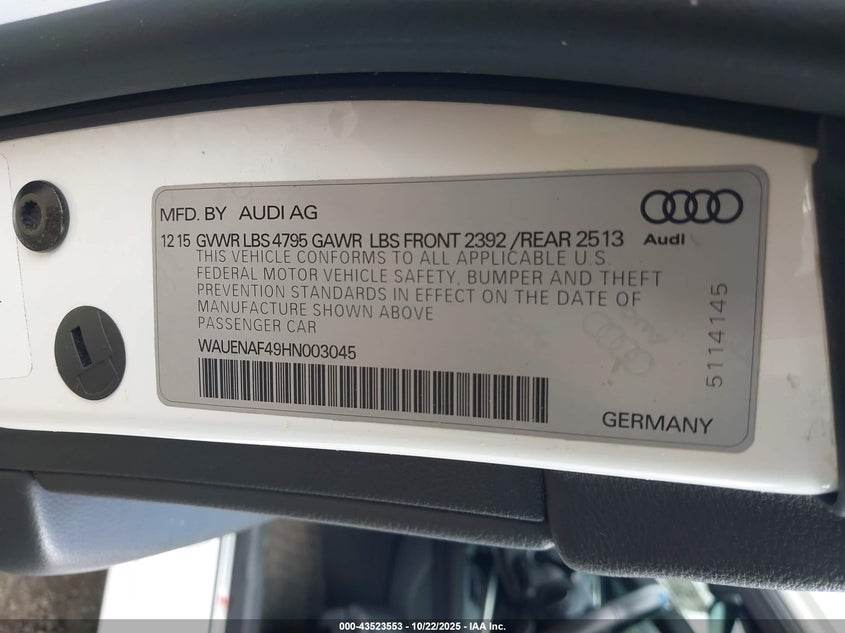 MFD. BY AUDI AG
Audi
12 15 GVWR LBS 4795 GAWR LBS FRONT 2392 /REAR 2513
THIS VEHICLE CONFORMS TO ALL APPLICABLE U.S.
FEDERAL MOTOR VEHICLE SAFETY, BUMPER AND THEFT
PREVENTION STANDARDS IN EFFECT ON THE DATE OF
MANUFACTURE SHOWN ABOVE
PASSENGER CAR
WAUENAF49HN003045
5114145
GERMANY
000-43523553 - 10/22/2025 - IAA Inc.